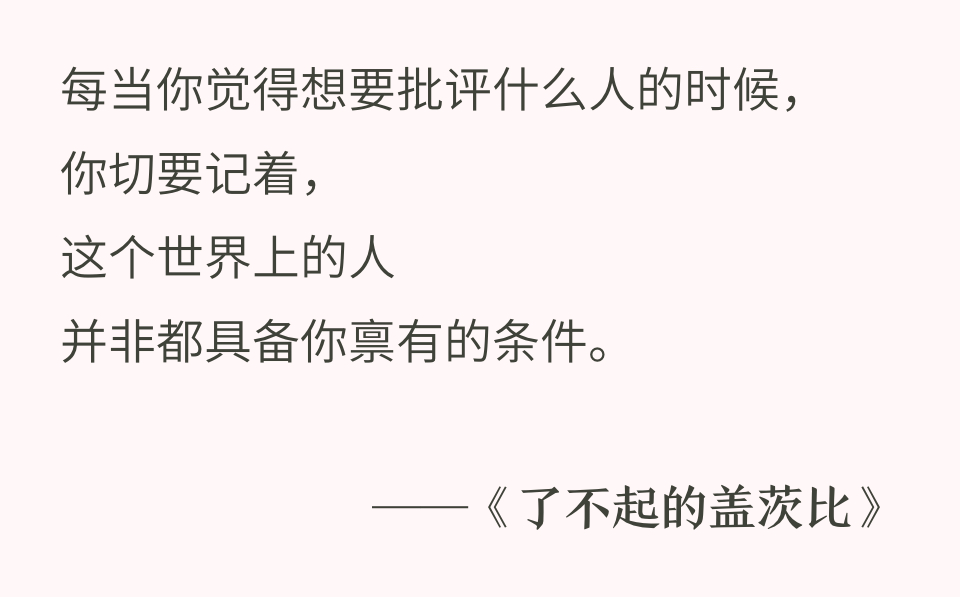 每当你觉得想要批评什么人的时候，
你切要记着，
这个世界上的人
并非都具备你禀有的条件。
——《了不起的盖茨比》